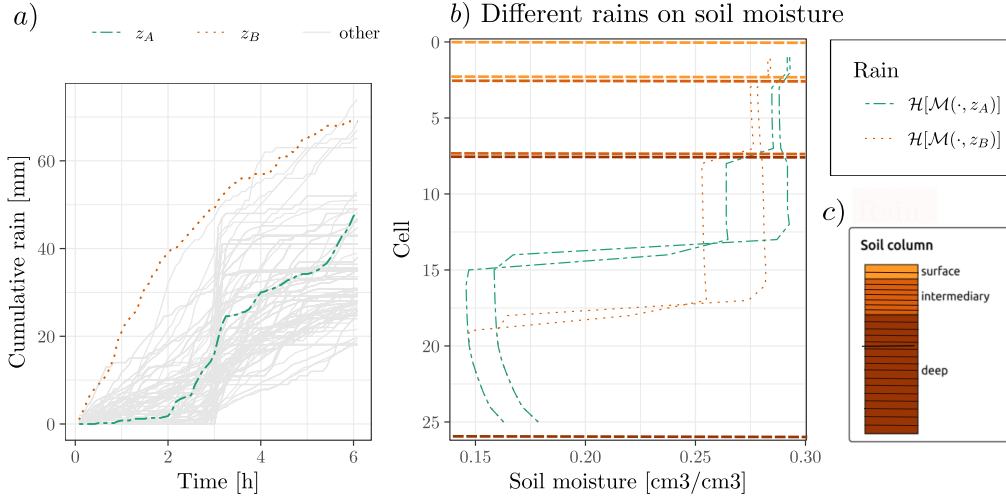 a)
z_A z_B other
Cumulative rain [mm]
60
40
20
0
0 2 4 6
Time [h]
b) Different rains on soil moisture
Cell
0
5
10
15
20
25
0.15 0.20 0.25 0.30
Soil moisture [cm3/cm3]
Rain
ℋ[ℳ(·, z_A)]
ℋ[ℳ(·, z_B)]
c)
Soil column
surface
intermediary
deep